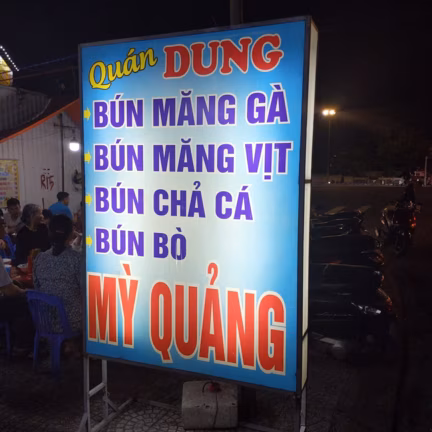 Quán DUNG
BÚN MĂNG GÀ
BÚN MĂNG VỊT
BÚN CHẢ CÁ
BÚN BÒ
MỲ QUẢNG